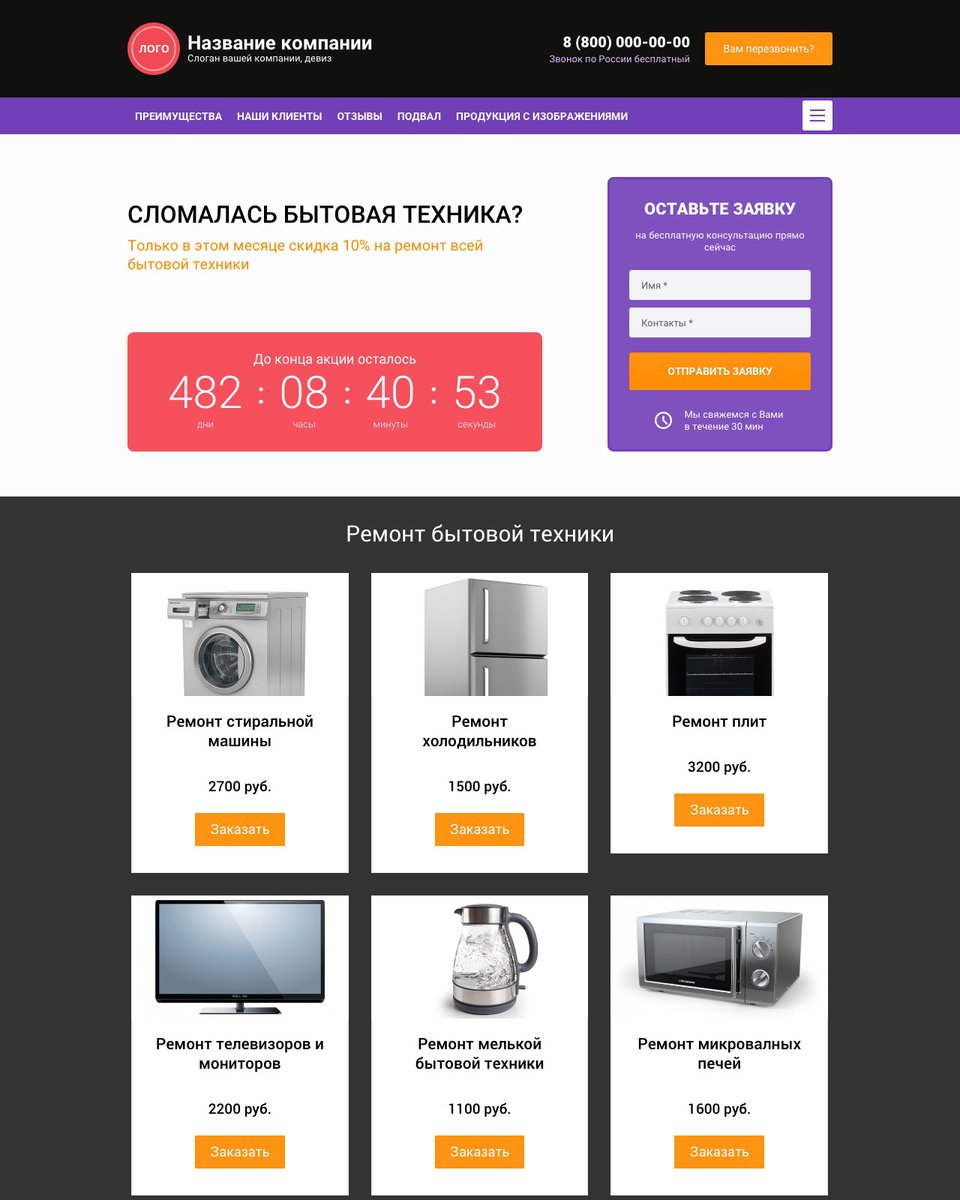 ЛОГО
Название компании
Слоган вашей компании, девиз
8 (800) 000-00-00
Звонок по России бесплатный
Вам перезвонить?
ПРЕИМУЩЕСТВА НАШИ КЛИЕНТЫ ОТЗЫВЫ ПОДВАЛ ПРОДУКЦИЯ С ИЗОБРАЖЕНИЯМИ
СЛОМАЛАСЬ БЫТОВАЯ ТЕХНИКА?
Только в этом месяце скидка 10% на ремонт всей
бытовой техники
До конца акции осталось
482 : 08 : 40 : 53
дни часы минуты секунды
ОСТАВЬТЕ ЗАЯВКУ
на бесплатную консультацию прямо
сейчас
Имя *
Контакты *
ОТПРАВИТЬ ЗАЯВКУ
Мы свяжемся с Вами
в течение 30 мин
Ремонт бытовой техники
Ремонт стиральной
машины
2700 руб.
Заказать
Ремонт
холодильников
1500 руб.
Заказать
Ремонт плит
3200 руб.
Заказать
Ремонт телевизоров и
мониторов
2200 руб.
Заказать
Ремонт мелькой
бытовой техники
1100 руб.
Заказать
Ремонт микровалных
печей
1600 руб.
Заказать